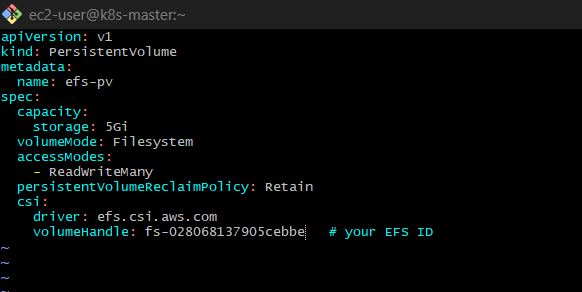 ec2-user@k8s-master:~
apiVersion: v1
kind: PersistentVolume
metadata:
  name: efs-pv
spec:
  capacity:
    storage: 5Gi
  volumeMode: Filesystem
  accessModes:
    - ReadWriteMany
  persistentVolumeReclaimPolicy: Retain
  csi:
    driver: efs.csi.aws.com
    volumeHandle: fs-028068137905cebbe   # your EFS ID
~
~
~
~